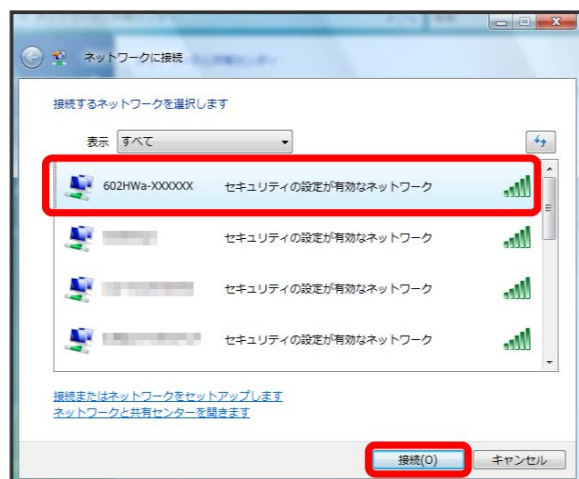 ネットワークに接続
接続するネットワークを選択します
表示 すべて
602HWa-XXXXXX セキュリティの設定が有効なネットワーク
セキュリティの設定が有効なネットワーク
セキュリティの設定が有効なネットワーク
セキュリティの設定が有効なネットワーク
接続またはネットワークをセットアップします
ネットワークと共有センターを開きます
接続(O) キャンセル